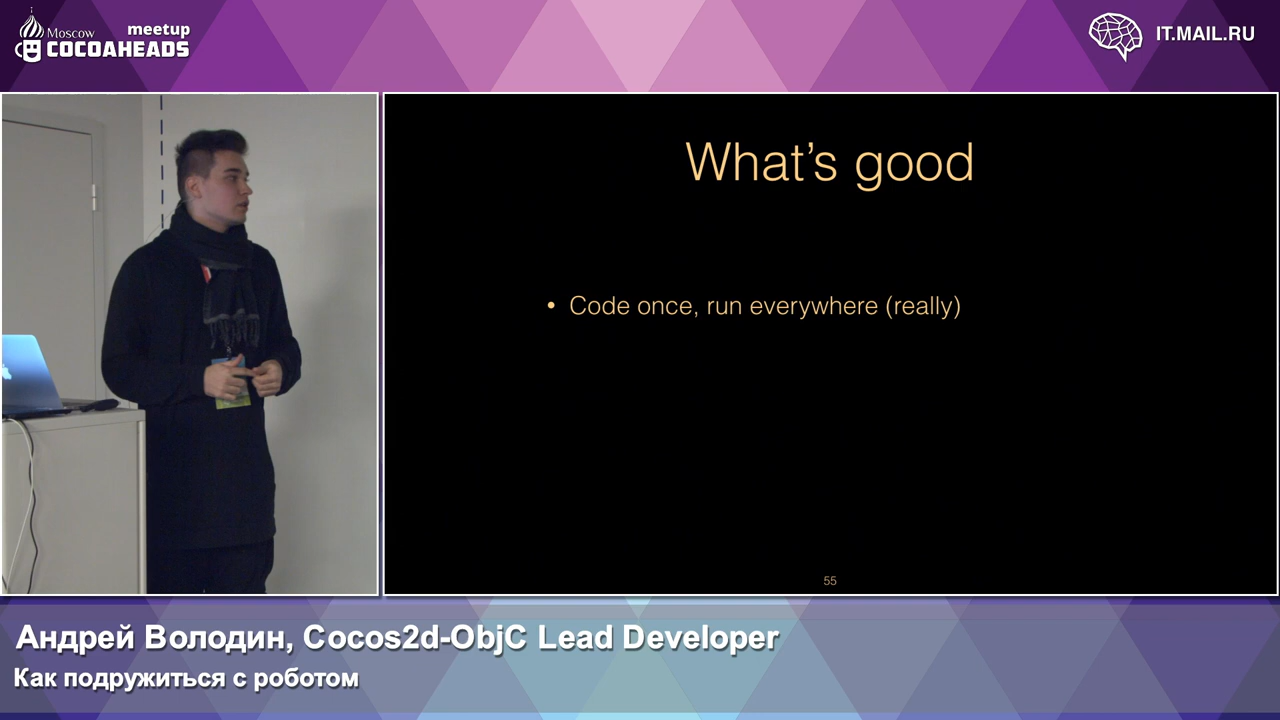 Moscow
meetup
COCOAHEADS
IT.MAIL.RU
What's good
• Code once, run everywhere (really)
55
Андрей Володин, Cocos2d-ObjC Lead Developer
Как подружиться с роботом